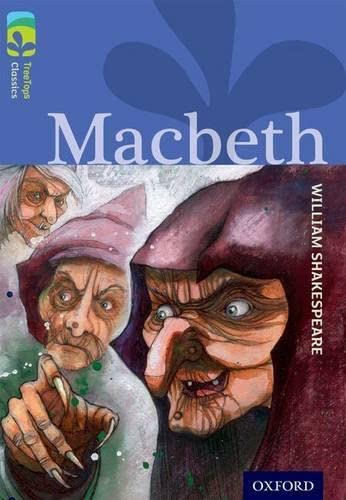 TreeTops
Classics
Macbeth
WILLIAM SHAKESPEARE
OXFORD